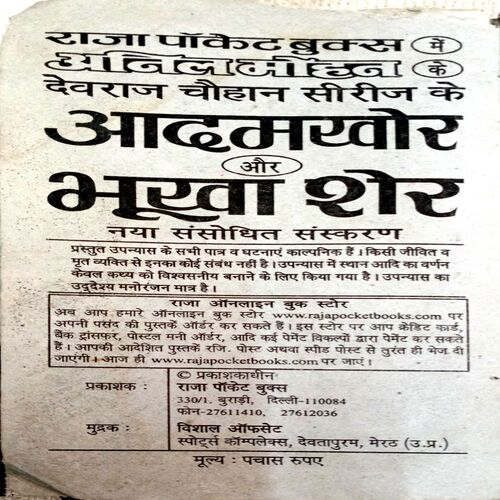 राजा पॉकेट बुक्स में
अनिल मोहन के
देवराज चौहान सीरीज के
आदमखोर
और
भूखा शेर
नया संसोधित संस्करण
प्रस्तुत उपन्यास के सभी पात्र व घटनाएं काल्पनिक हैं। किसी जीवित व
मृत व्यक्ति से इनका कोई संबंध नहीं है। उपन्यास में स्थान आदि का वर्णन
केवल कथ्य को विश्वसनीय बनाने के लिए किया गया है। उपन्यास का
उद्देश्य मनोरंजन मात्र है।
राजा ऑनलाइन बुक स्टोर
अब आप हमारे ऑनलाइन बुक स्टोर www.rajapocketbooks.com पर
अपनी पसंद की पुस्तकें ऑर्डर कर सकते हैं। इस स्टोर पर आप क्रेडिट कार्ड,
बैंक ट्रांसफर, पोस्टल मनी ऑर्डर, आदि कई पेमेंट विकल्पों द्वारा पेमेंट कर सकते
हैं। आपकी आदेशित पुस्तकें रजि. पोस्ट अथवा स्पीड पोस्ट से तुरंत ही भेज दी
जाएंगी। आज ही www.rajapocketbooks.com पर जाएं।
© प्रकाशकाधीन
प्रकाशक : राजा पॉकेट बुक्स
330/1. बुराड़ी, दिल्ली-110084
फोन-27611410, 27612036
मुद्रक : विशाल ऑफसेट
स्पोर्ट्स कॉम्पलेक्स, देवतापुरम, मेरठ (उ.प्र.)
मूल्य : पचास रुपए